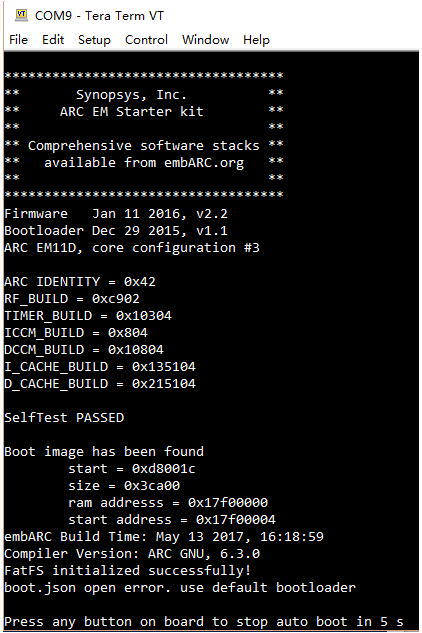 COM9 - Tera Term VT
File Edit Setup Control Window Help
***********************************
** Synopsys, Inc. **
** ARC EM Starter kit **
** **
** Comprehensive software stacks **
** available from embARC.org **
** **
***********************************
Firmware Jan 11 2016, v2.2
Bootloader Dec 29 2015, v1.1
ARC EM11D, core configuration #3
ARC IDENTITY = 0x42
RF_BUILD = 0xc902
TIMER_BUILD = 0x10304
ICCM_BUILD = 0x804
DCCM_BUILD = 0x10804
I_CACHE_BUILD = 0x135104
D_CACHE_BUILD = 0x215104
SelfTest PASSED
Boot image has been found
start = 0xd8001c
size = 0x3ca00
ram addresss = 0x17f00000
start address = 0x17f00004
embARC Build Time: May 13 2017, 16:18:59
Compiler Version: ARC GNU, 6.3.0
FatFS initialized successfully!
boot.json open error. use default bootloader
Press any button on board to stop auto boot in 5 s